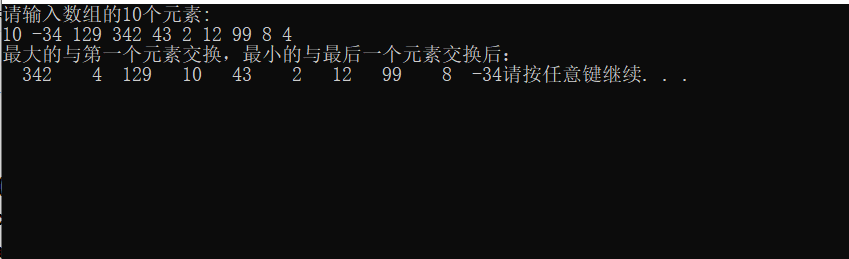 请输入数组的10个元素:
10 -34 129 342 43 2 12 99 8 4
最大的与第一个元素交换，最小的与最后一个元素交换后：
342 4 129 10 43 2 12 99 8 -34请按任意键继续. . .